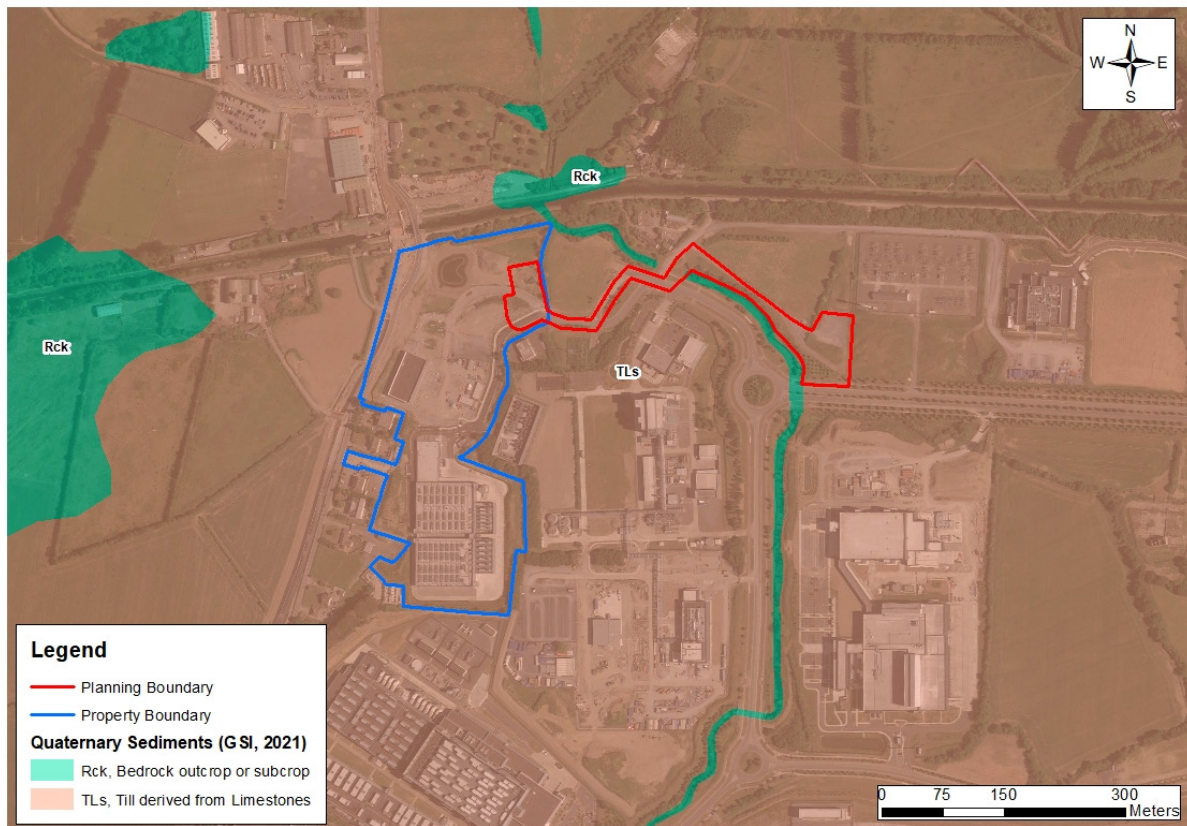 N
W E
S
Rck
Rck
TLs
Legend
Planning Boundary
Property Boundary
Quaternary Sediments (GSI, 2021)
Rck, Bedrock outcrop or subcrop
TLs, Till derived from Limestones
0 75 150 300
Meters